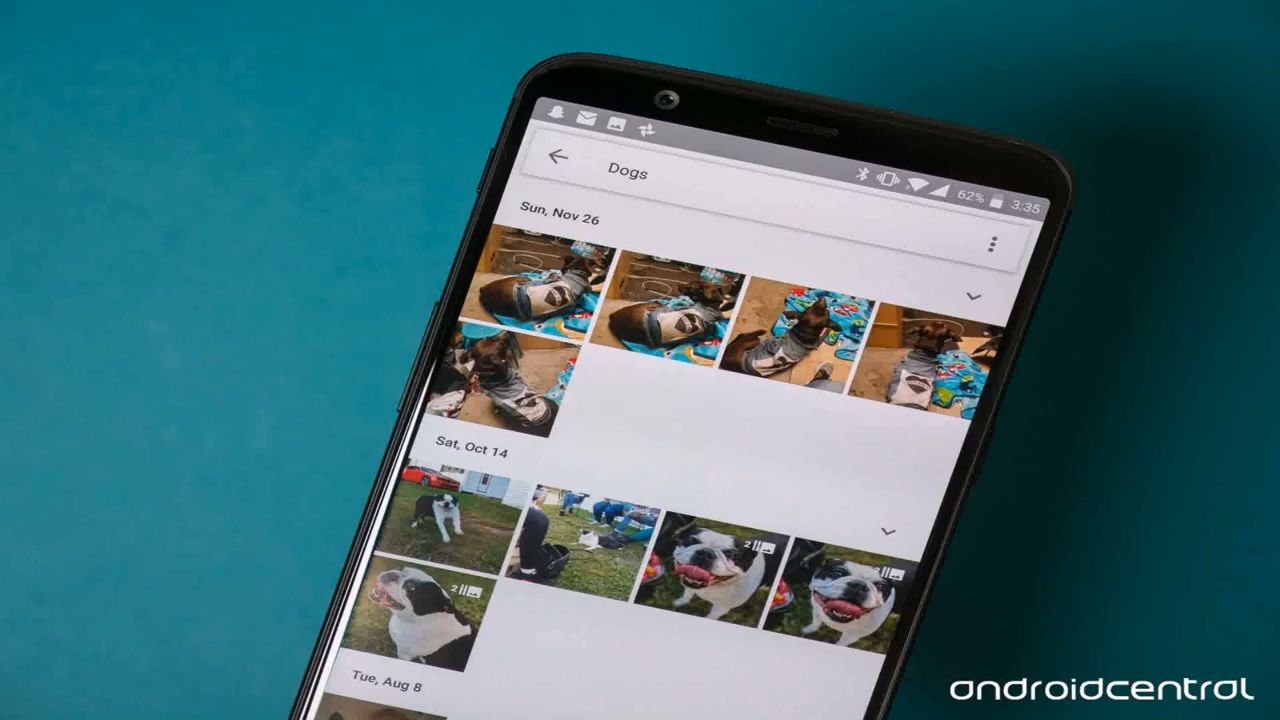 62% 3:35
Dogs
Sun, Nov 26
Sat, Oct 14
2
2
2
Tue, Aug 8
androidcentral